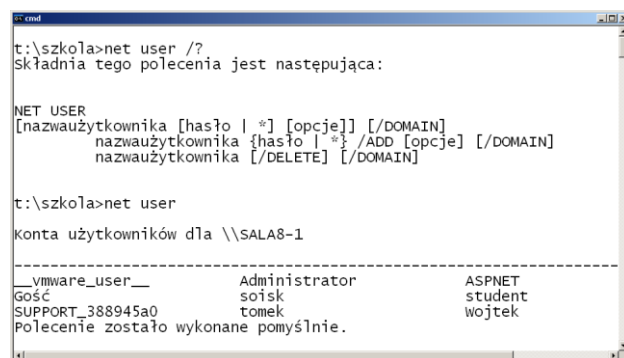 cmd
t:\szkola>net user /?
Składnia tego polecenia jest następująca:
NET USER
[nazwaużytkownika [hasło | *] [opcje]] [/DOMAIN]
nazwaużytkownika {hasło | *} /ADD [opcje] [/DOMAIN]
nazwaużytkownika [/DELETE] [/DOMAIN]
t:\szkola>net user
Konta użytkowników dla \\SALA8-1
-------------------------------------------------------------------------------
__vmware_user__ Administrator ASPNET
Gość soisk student
SUPPORT_388945a0 tomek Wojtek
Polecenie zostało wykonane pomyślnie.